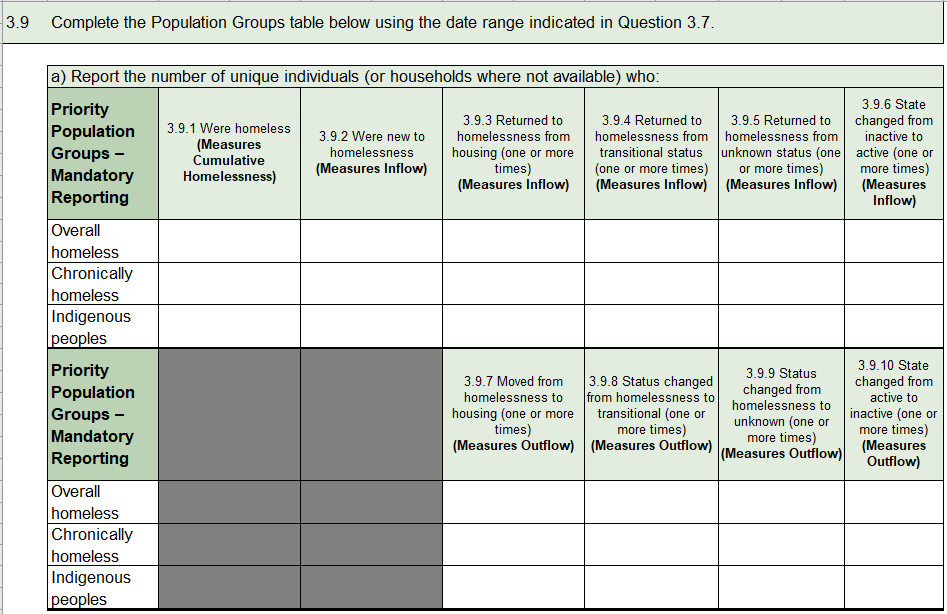 3.9 Complete the Population Groups table below using the date range indicated in Question 3.7.
a) Report the number of unique individuals (or households where not available) who:
Priority
Population
Groups –
Mandatory
Reporting
3.9.1 Were homeless
(Measures
Cumulative
Homelessness)
3.9.2 Were new to
homelessness
(Measures Inflow)
3.9.3 Returned to
homelessness from
housing (one or more
times)
(Measures Inflow)
3.9.4 Returned to
homelessness from
transitional status
(one or more times)
(Measures Inflow)
3.9.5 Returned to
homelessness from
unknown status (one
or more times)
(Measures Inflow)
3.9.6 State
changed from
inactive to
active (one or
more times)
(Measures
Inflow)
Overall
homeless
Chronically
homeless
Indigenous
peoples
Priority
Population
Groups –
Mandatory
Reporting
3.9.7 Moved from
homelessness to
housing (one or more
times)
(Measures Outflow)
3.9.8 Status changed
from homelessness to
transitional (one or
more times)
(Measures Outflow)
3.9.9 Status
changed from
homelessness to
unknown (one or
more times)
(Measures Outflow)
3.9.10 State
changed from
active to
inactive (one or
more times)
(Measures
Outflow)
Overall
homeless
Chronically
homeless
Indigenous
peoples